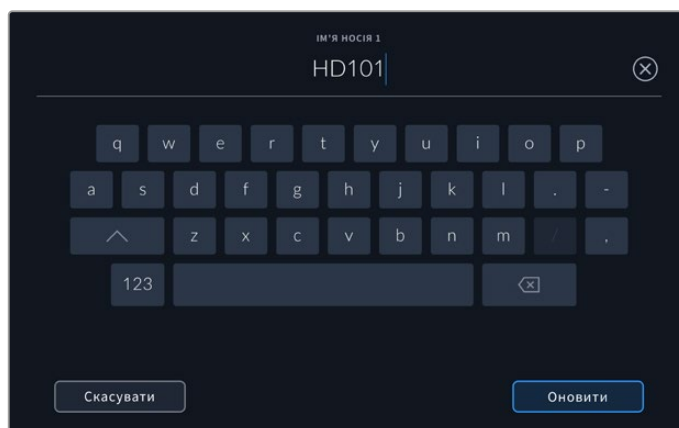 ІМ'Я НОСІЯ 1
HD101
q w e r t y u i o p
a s d f g h j k l . -
z x c v b n m / ,
123
Скасувати Оновити